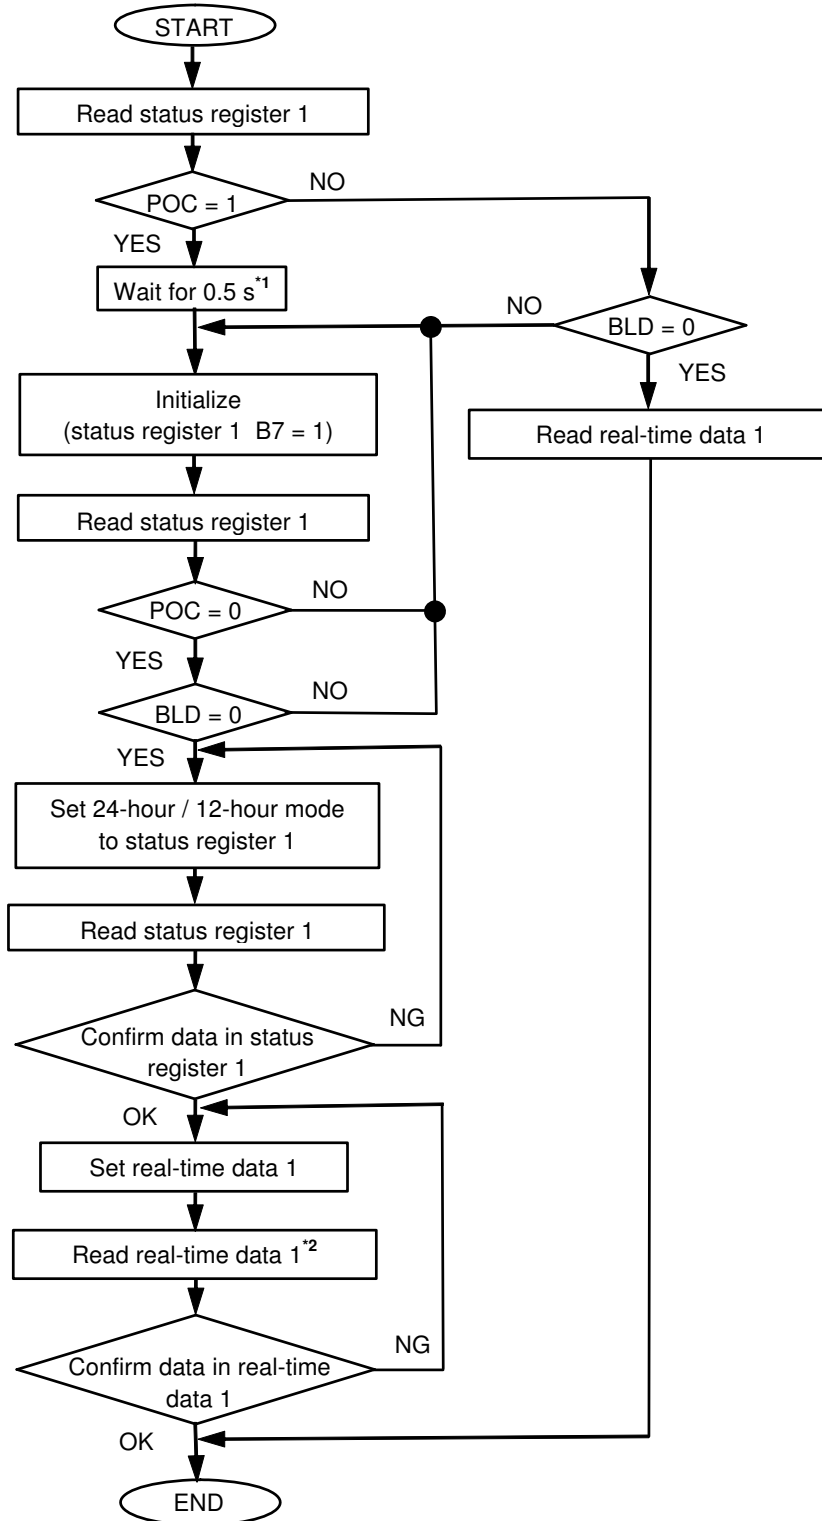 START
Read status register 1
POC = 1
NO
YES
Wait for 0.5 s*1
NO
BLD = 0
YES
Initialize
(status register 1  B7 = 1)
Read real-time data 1
Read status register 1
POC = 0
NO
YES
BLD = 0
NO
YES
Set 24-hour / 12-hour mode
to status register 1
Read status register 1
Confirm data in status
register 1
NG
OK
Set real-time data 1
Read real-time data 1*2
Confirm data in real-time
data 1
NG
OK
END